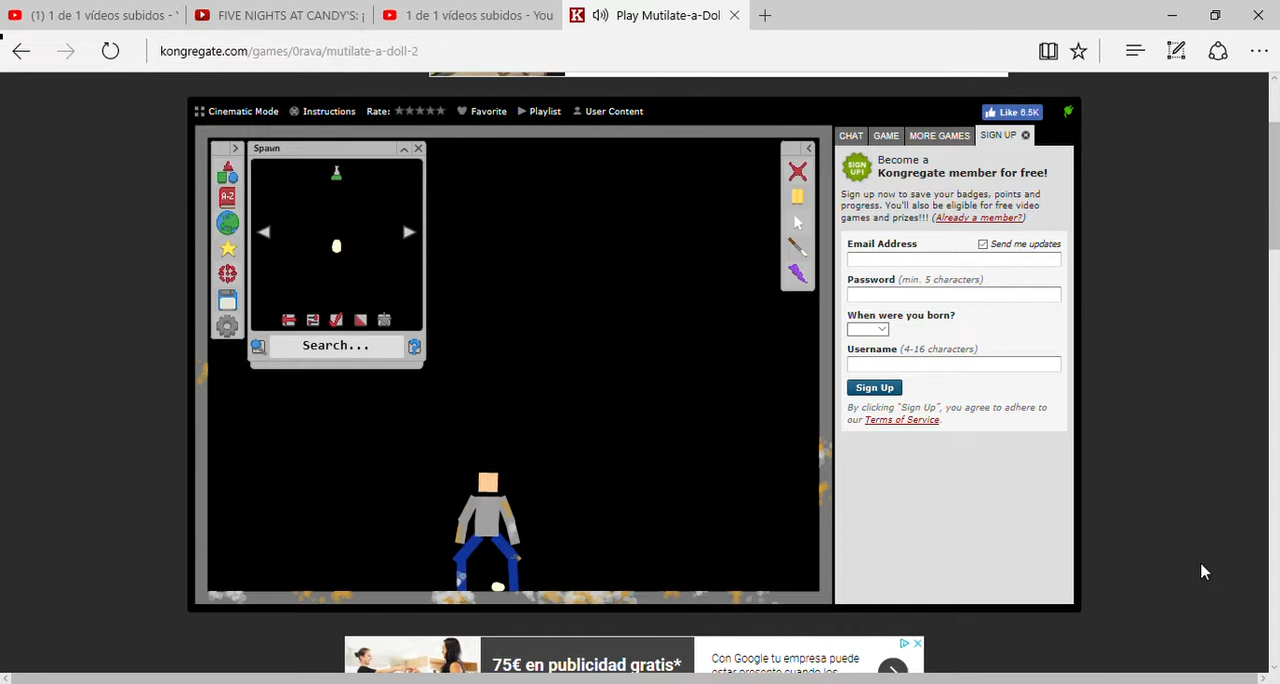 (1) 1 de 1 vídeos subidos - Y
FIVE NIGHTS AT CANDY'S:
1 de 1 vídeos subidos - You
Play Mutilate-a-Dol
kongregate.com/games/0rava/mutilate-a-doll-2
Cinematic Mode Instructions Rate: Favorite Playlist User Content
Like 6.5K
Spawn
A-Z
Search...
CHAT GAME MORE GAMES SIGN UP
SIGN UP!
Become a
Kongregate member for free!
Sign up now to save your badges, points and
progress. You'll also be eligible for free video
games and prizes!!! (Already a member?)
Email Address Send me updates
Password (min. 5 characters)
When were you born?
Username (4-16 characters)
Sign Up
By clicking "Sign Up", you agree to adhere to
our Terms of Service.
75€ en publicidad gratis*
Con Google tu empresa puede